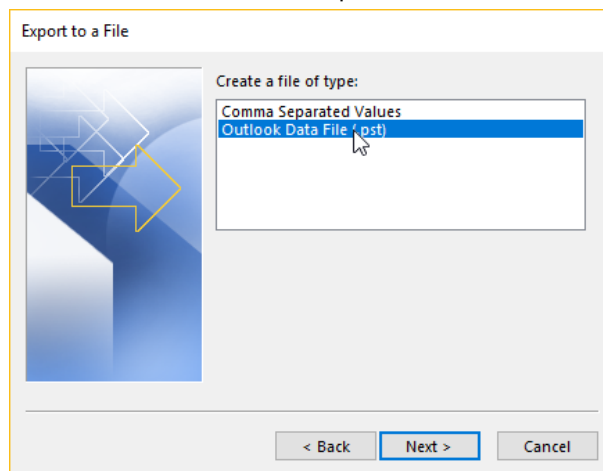 Export to a File
Create a file of type:
Comma Separated Values
Outlook Data File (.pst)
< Back
Next >
Cancel